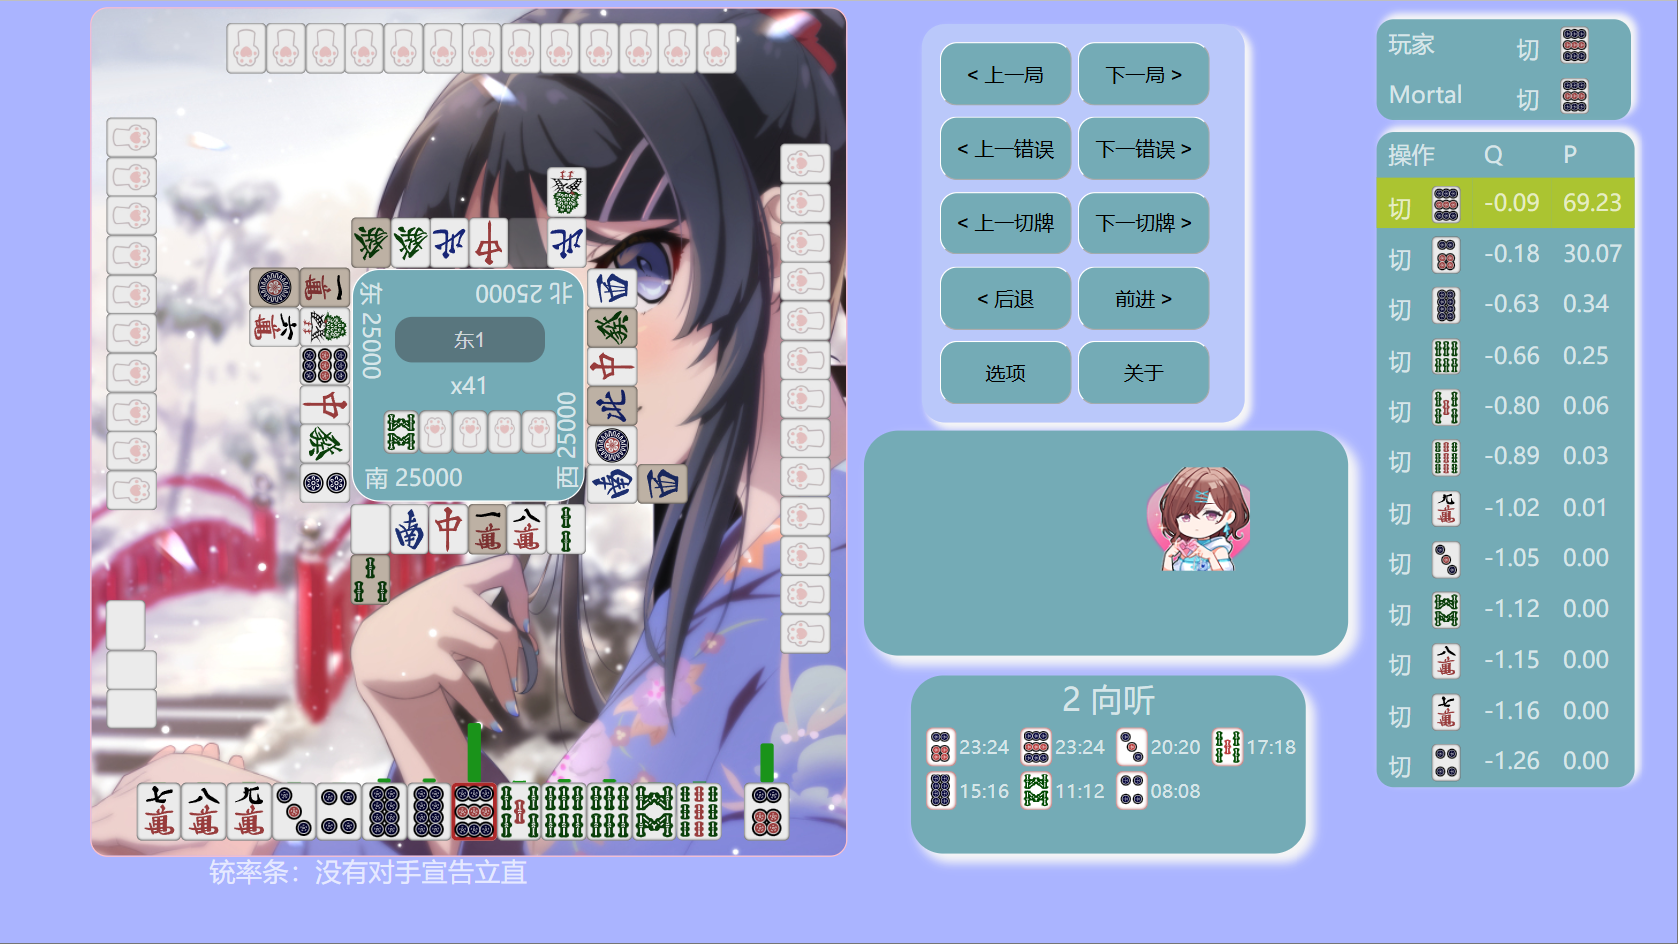 东 25000
北 25000
东1
x41
西 25000
南 25000
铳率条：没有对手宣告立直
< 上一局
下一局 >
< 上一错误
下一错误 >
< 上一切牌
下一切牌 >
< 后退
前进 >
选项
关于
2 向听
23:24 23:24 20:20 17:18
15:16 11:12 08:08
玩家 切
Mortal 切
操作 Q P
切 -0.09 69.23
切 -0.18 30.07
切 -0.63 0.34
切 -0.66 0.25
切 -0.80 0.06
切 -0.89 0.03
切 -1.02 0.01
切 -1.05 0.00
切 -1.12 0.00
切 -1.15 0.00
切 -1.16 0.00
切 -1.26 0.00